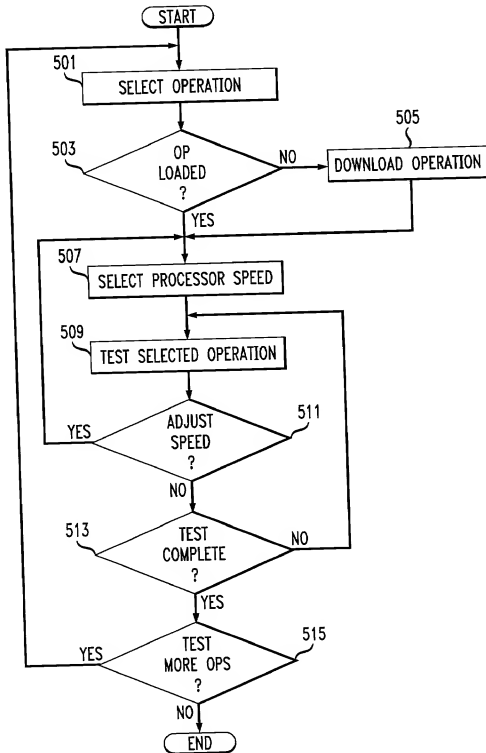 START
501
SELECT OPERATION
503
OP
LOADED
?
NO
505
DOWNLOAD OPERATION
YES
507
SELECT PROCESSOR SPEED
509
TEST SELECTED OPERATION
YES
ADJUST
SPEED
?
511
NO
513
TEST
COMPLETE
?
NO
YES
YES
TEST
MORE OPS
?
515
NO
END